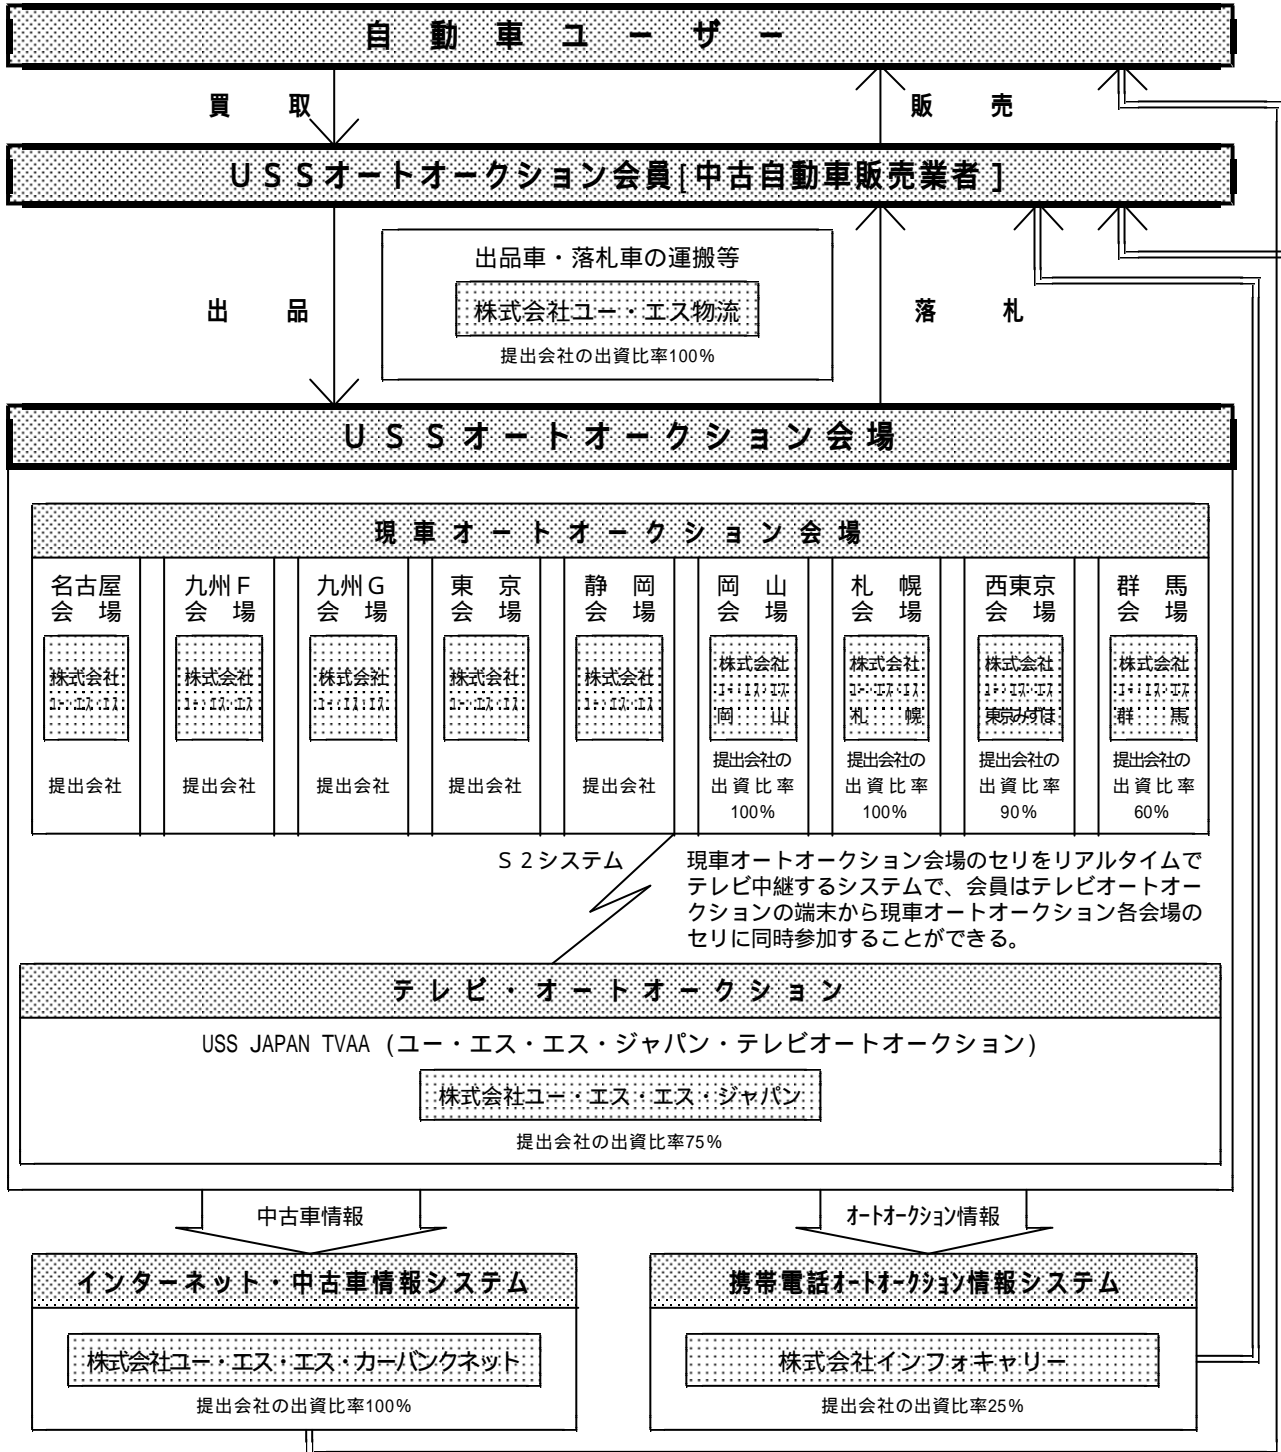 自動車ユーザー
買取
販売
ＵＳＳオートオークション会員[中古自動車販売業者]
出品車・落札車の運搬等
株式会社ユー・エス物流
提出会社の出資比率100%
出品
落札
ＵＳＳオートオークション会場
現車オートオークション会場
名古屋
会場
株式会社
ユー・エス・エス
提出会社
九州Ｆ
会場
株式会社
ユー・エス・エス
提出会社
九州Ｇ
会場
株式会社
ユー・エス・エス
提出会社
東京
会場
株式会社
ユー・エス・エス
提出会社
静岡
会場
株式会社
ユー・エス・エス
提出会社
岡山
会場
株式会社
ユー・エス・エス
岡山
提出会社の
出資比率
100%
札幌
会場
株式会社
ユー・エス・エス
札幌
提出会社の
出資比率
100%
西東京
会場
株式会社
ユー・エス・エス
東京みずほ
提出会社の
出資比率
90%
群馬
会場
株式会社
ユー・エス・エス
群馬
提出会社の
出資比率
60%
Ｓ２システム
現車オートオークション会場のセリをリアルタイムで
テレビ中継するシステムで、会員はテレビオートオー
クションの端末から現車オートオークション各会場の
セリに同時参加することができる。
テレビ・オートオークション
USS JAPAN TVAA (ユー・エス・エス・ジャパン・テレビオートオークション)
株式会社ユー・エス・エス・ジャパン
提出会社の出資比率75%
中古車情報
オートオークション情報
インターネット・中古車情報システム
株式会社ユー・エス・エス・カーバンクネット
提出会社の出資比率100%
携帯電話オートオークション情報システム
株式会社インフォキャリー
提出会社の出資比率25%